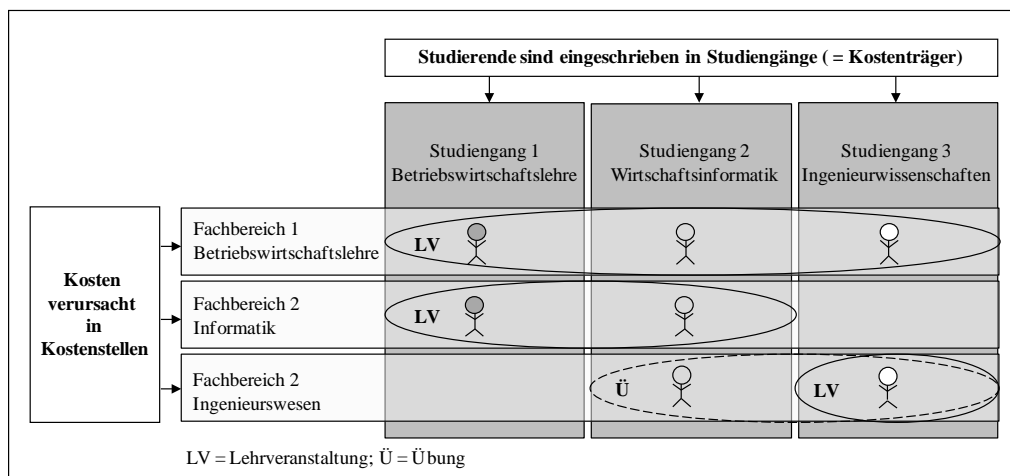 Studierende sind eingeschrieben in Studiengänge ( = Kostenträger)
Studiengang 1
Betriebswirtschaftslehre
Studiengang 2
Wirtschaftsinformatik
Studiengang 3
Ingenieurwissenschaften
Kosten
verursacht
in
Kostenstellen
Fachbereich 1
Betriebswirtschaftslehre
LV
Fachbereich 2
Informatik
LV
Fachbereich 2
Ingenieurswesen
Ü
LV
LV = Lehrveranstaltung; Ü = Übung